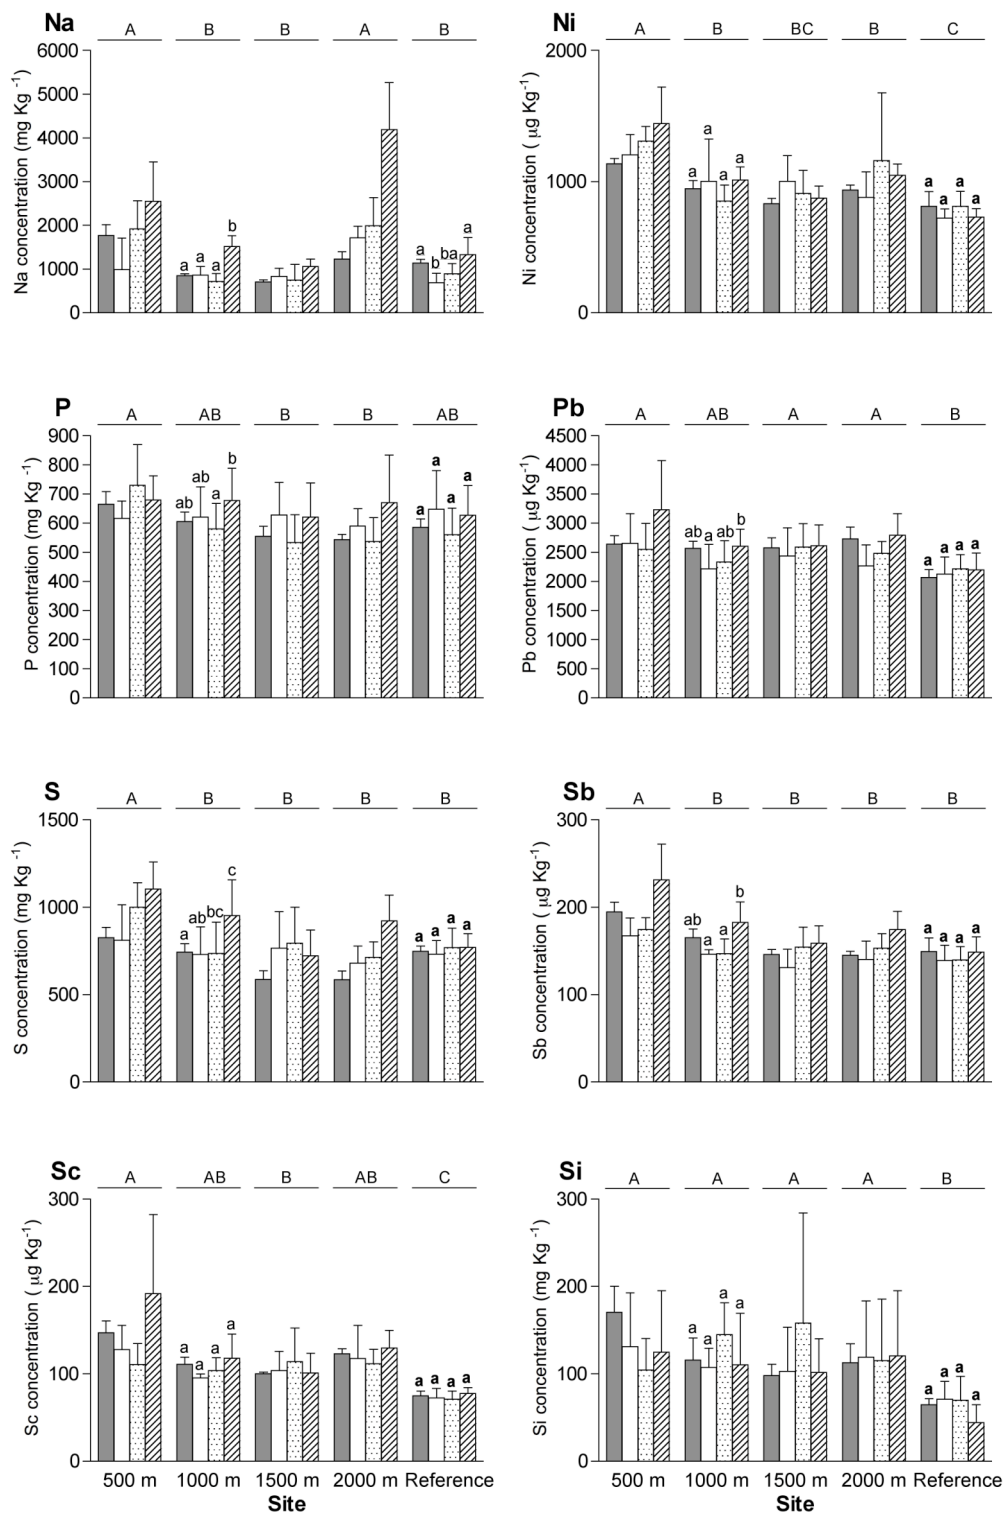 Na
A B B A B
Na concentration (mg Kg -1)
6000
5000
4000
3000
2000
1000
0
a a a b
a b ba a
Ni
A B BC B C
Ni concentration ( µg Kg -1)
2000
1000
0
a a a a
a a a a
P
A AB B B AB
P concentration (mg Kg -1)
900
800
700
600
500
400
300
200
100
0
ab ab a b
a a a a
Pb
A AB A A B
Pb concentration ( µg Kg -1)
4500
4000
3500
3000
2500
2000
1500
1000
500
0
ab a ab b
a a a a
S
A B B B B
S concentration (mg Kg -1)
1500
1000
500
0
a ab bc c
a a a a
Sb
A B B B B
Sb concentration ( µg Kg-1)
300
200
100
0
ab a a b
a a a a
Sc
A AB B AB C
Sc concentration ( µg Kg-1)
300
200
100
0
a a a a
a a a a
500 m 1000 m 1500 m 2000 m Reference
Site
Si
A A A A B
Si concentration (mg Kg -1)
300
200
100
0
a a a a
a a a a
500 m 1000 m 1500 m 2000 m Reference
Site